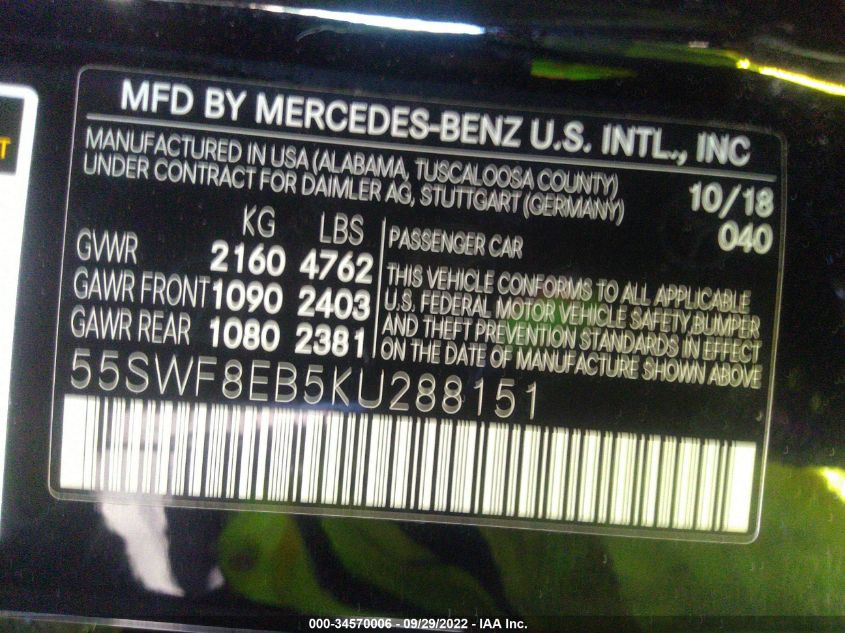 MFD BY MERCEDES-BENZ U.S. INTL., INC
MANUFACTURED IN USA (ALABAMA, TUSCALOOSA COUNTY)
UNDER CONTRACT FOR DAIMLER AG, STUTTGART (GERMANY)
10/18
040
KG LBS
GVWR 2160 4762
GAWR FRONT 1090 2403
GAWR REAR 1080 2381
PASSENGER CAR
THIS VEHICLE CONFORMS TO ALL APPLICABLE
U.S. FEDERAL MOTOR VEHICLE SAFETY, BUMPER
AND THEFT PREVENTION STANDARDS IN EFFECT
ON THE DATE OF MANUFACTURE SHOWN ABOVE
55SWF8EB5KU288151
T
000-34570006 - 09/29/2022 - IAA Inc.